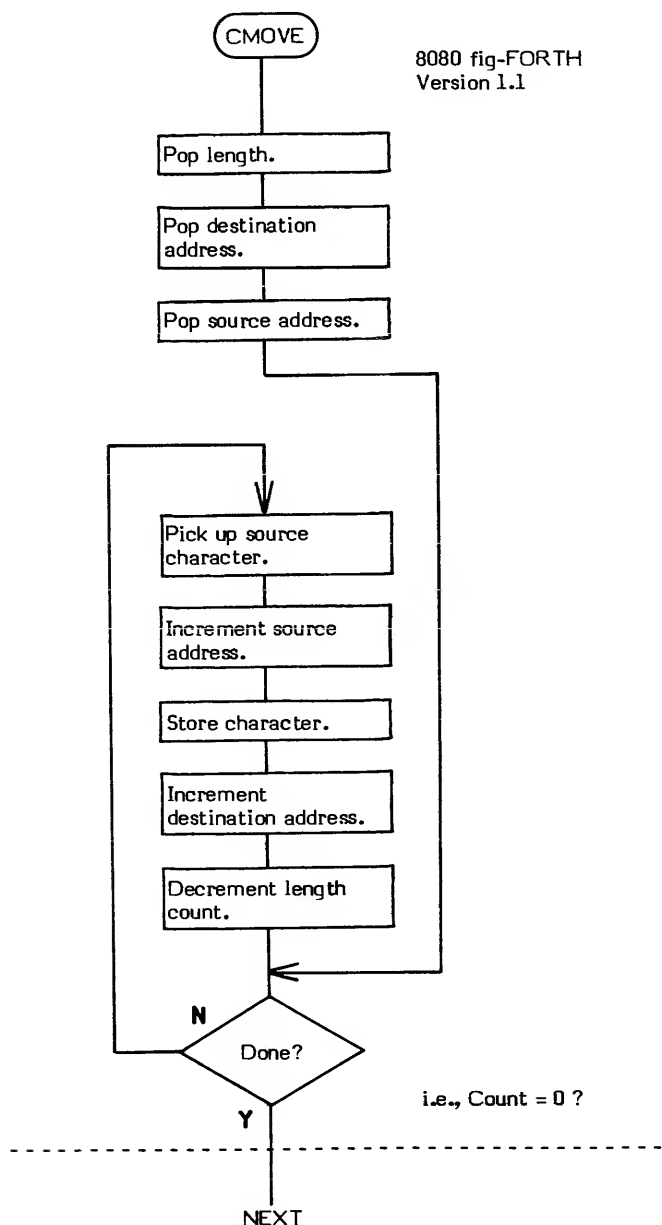 CMOVE
8080 fig-FORTH
Version 1.1
Pop length.
Pop destination
address.
Pop source address.
Pick up source
character.
Increment source
address.
Store character.
Increment
destination address.
Decrement length
count.
N
Done?
i.e., Count = 0 ?
Y
NEXT